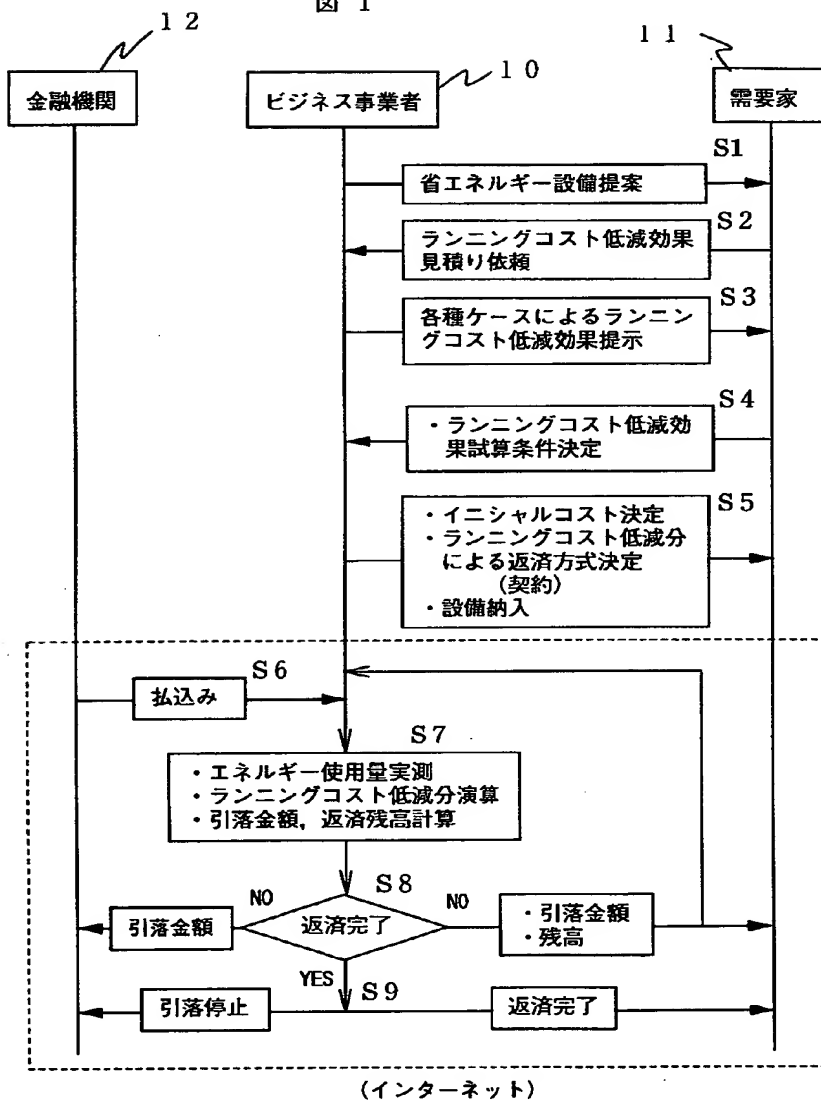 図 1
12
10
11
金融機関
ビジネス事業者
需要家
S1
省エネルギー設備提案
S2
ランニングコスト低減効果
見積り依頼
S3
各種ケースによるランニン
グコスト低減効果提示
S4
・ランニングコスト低減効
果試算条件決定
S5
・イニシャルコスト決定
・ランニングコスト低減分
による返済方式決定
(契約)
・設備納入
S6
払込み
S7
・エネルギー使用量実測
・ランニングコスト低減分演算
・引落金額，返済残高計算
S8
NO
NO
引落金額
返済完了
・引落金額
・残高
YES
S9
引落停止
返済完了
(インターネット)